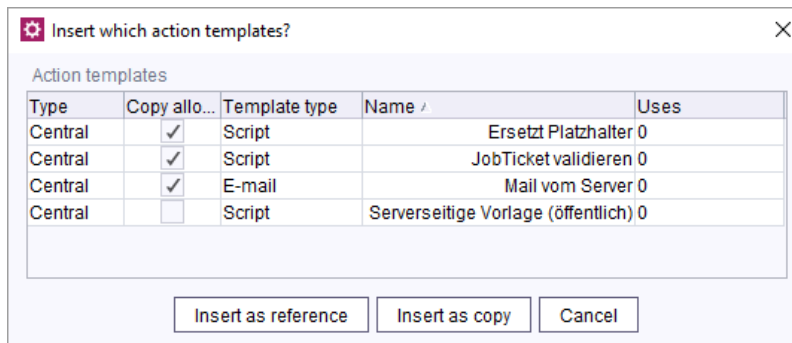 Insert which action templates?
Action templates
Type Copy allo... Template type Name Uses
Central Script Ersetzt Platzhalter 0
Central Script JobTicket validieren 0
Central E-mail Mail vom Server 0
Central Script Serverseitige Vorlage (öffentlich) 0
Insert as reference Insert as copy Cancel